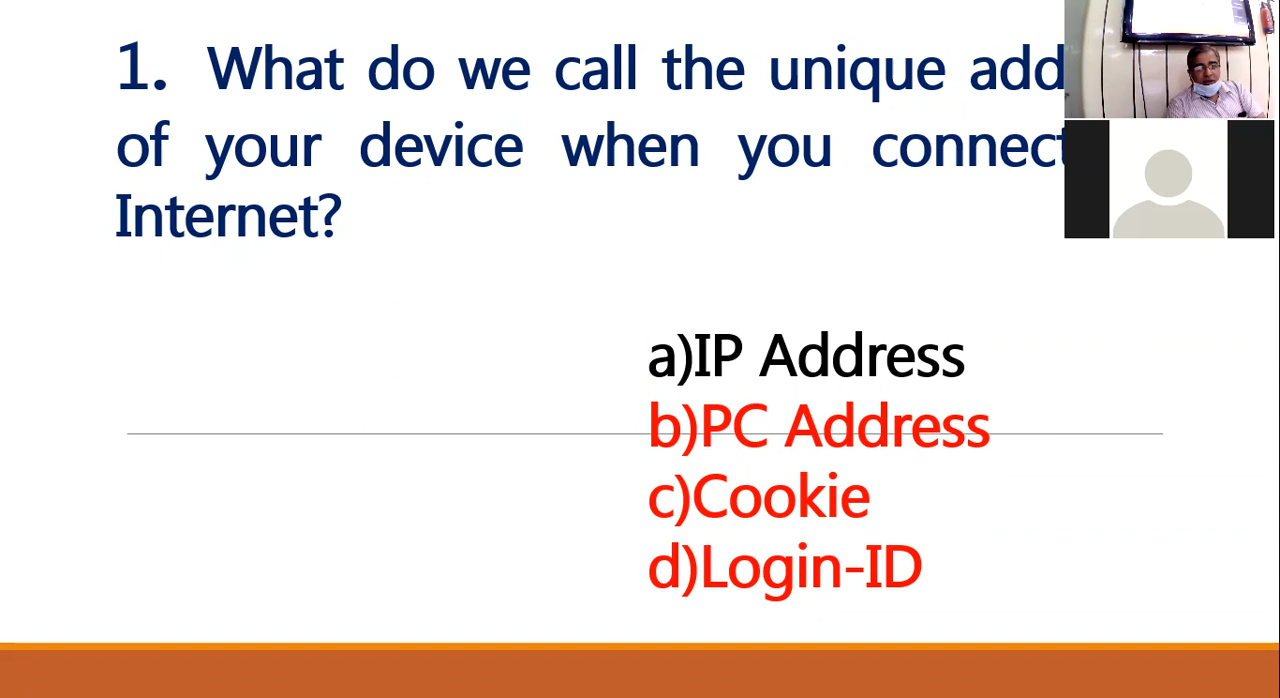 1. What do we call the unique add
of your device when you connect
Internet?
a)IP Address
b)PC Address
c)Cookie
d)Login-ID